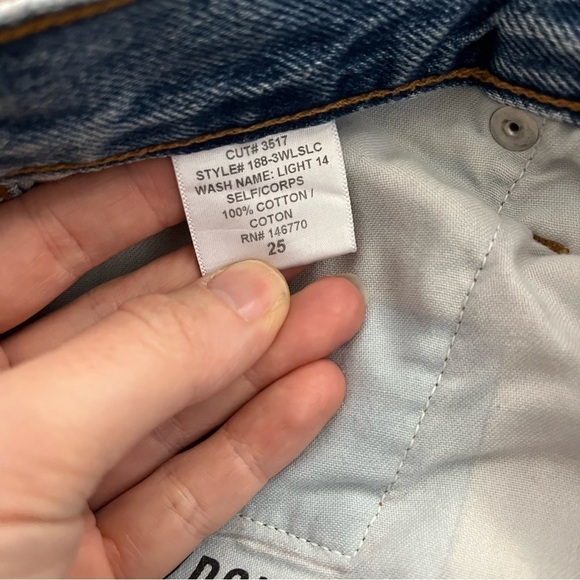 CUT# 3517
STYLE# 188-3WLSLC
WASH NAME: LIGHT 14
SELF/CORPS
100% COTTON /
COTON
RN# 146770
25